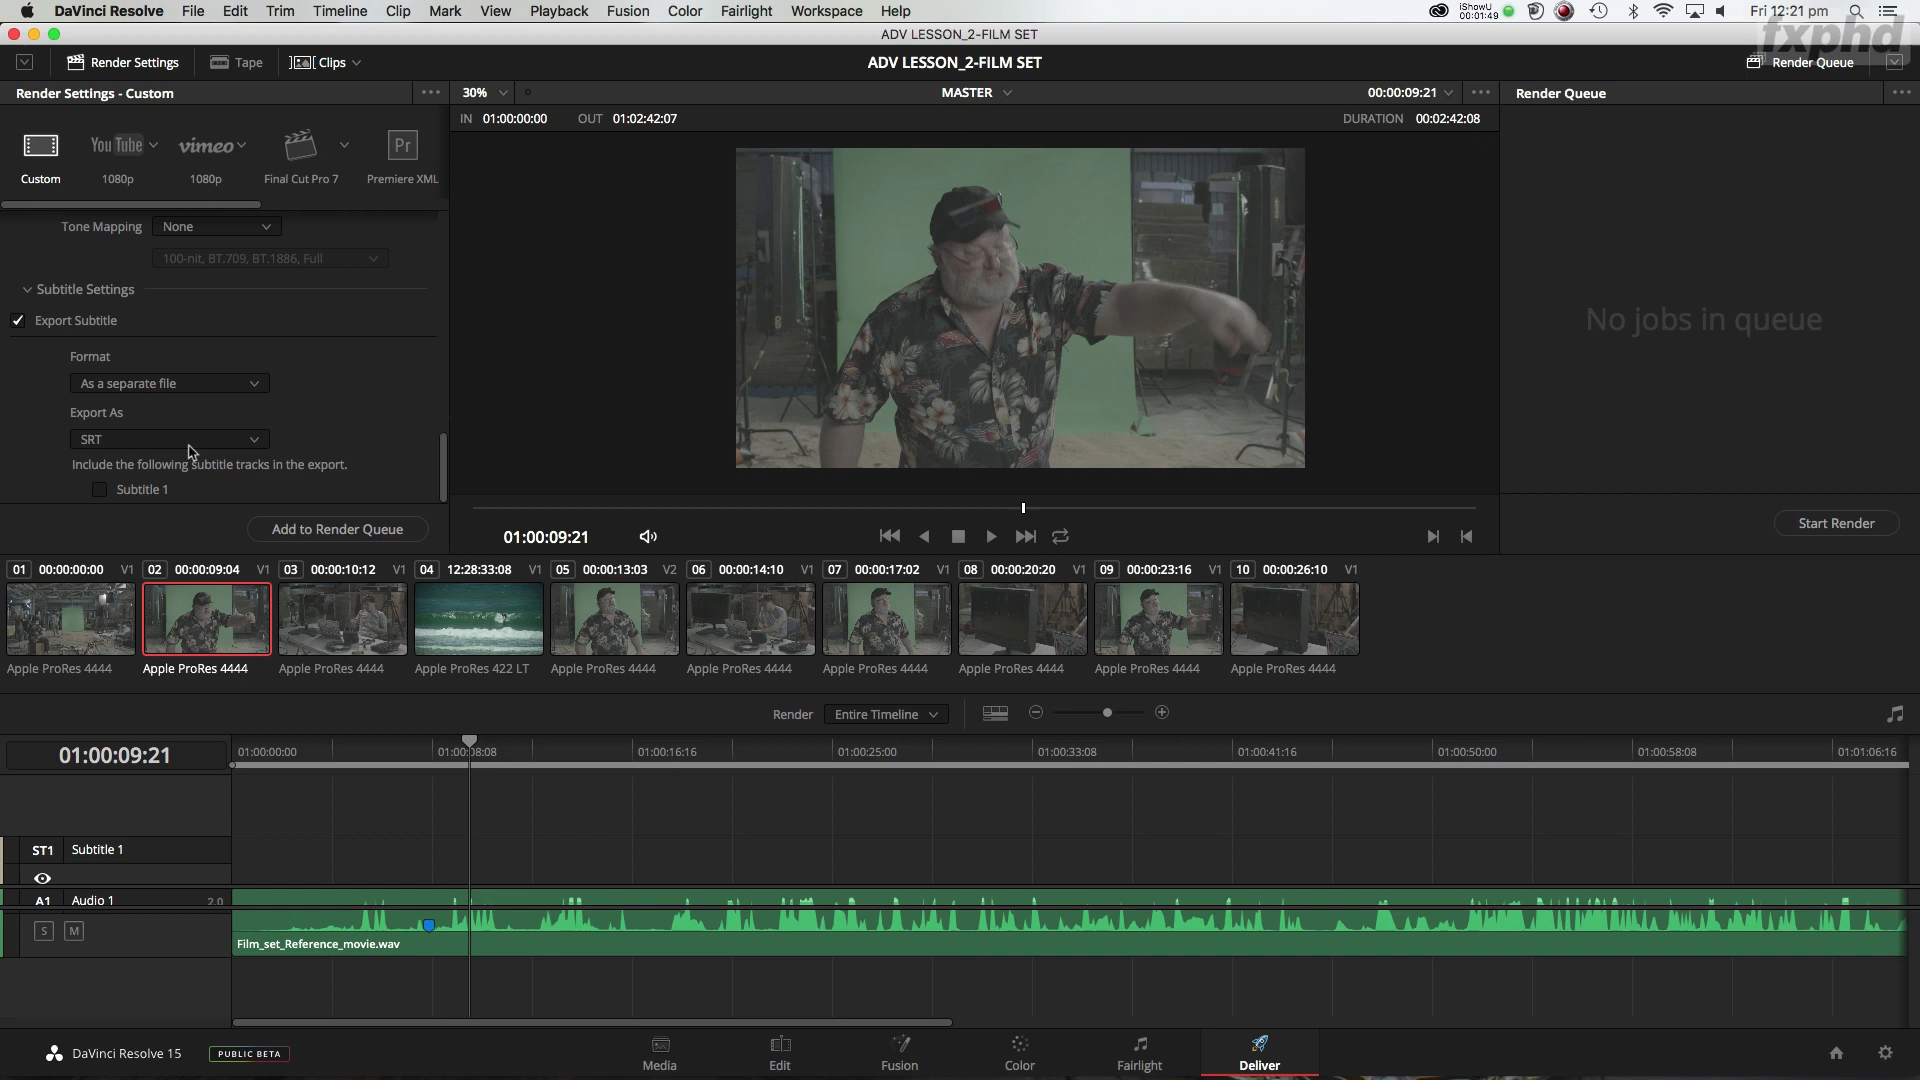 DaVinci Resolve File Edit Trim Timeline Clip Mark View Playback Fusion Color Fairlight Workspace Help iShowU 00:01:49 Fri 12:21 pm
fxphd
ADV LESSON_2-FILM SET
Render Settings Tape Clips ADV LESSON_2-FILM SET Render Queue
Render Settings - Custom 30% MASTER 00:00:09:21 Render Queue
IN 01:00:00:00 OUT 01:02:42:07 DURATION 00:02:42:08
YouTube vimeo Pr
Custom 1080p 1080p Final Cut Pro 7 Premiere XML
Tone Mapping None
100-nit, BT.709, BT.1886, Full
Subtitle Settings
Export Subtitle
No jobs in queue
Format
As a separate file
Export As
SRT
Include the following subtitle tracks in the export.
Subtitle 1
Add to Render Queue
01:00:09:21
Start Render
01 00:00:00:00 V1 02 00:00:09:04 V1 03 00:00:10:12 V1 04 12:28:33:08 V1 05 00:00:13:03 V2 06 00:00:14:10 V1 07 00:00:17:02 V1 08 00:00:20:20 V1 09 00:00:23:16 V1 10 00:00:26:10 V1
Apple ProRes 4444 Apple ProRes 4444 Apple ProRes 4444 Apple ProRes 422 LT Apple ProRes 4444 Apple ProRes 4444 Apple ProRes 4444 Apple ProRes 4444 Apple ProRes 4444 Apple ProRes 4444
Render Entire Timeline
01:00:09:21 01:00:00:00 01:00:08:08 01:00:16:16 01:00:25:00 01:00:33:08 01:00:41:16 01:00:50:00 01:00:58:08 01:01:06:16
ST1 Subtitle 1
A1 Audio 1 2.0
S M
Film_set_Reference_movie.wav
DaVinci Resolve 15 PUBLIC BETA
Media Edit Fusion Color Fairlight Deliver